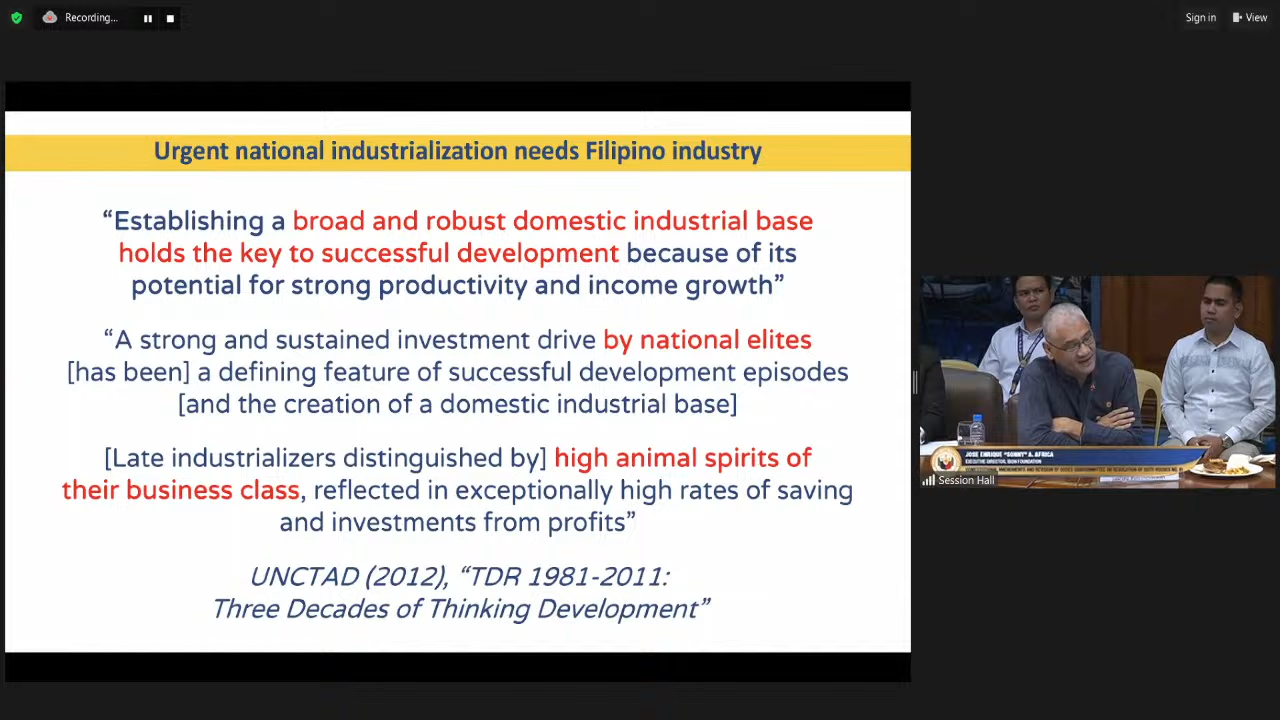 Recording...
Sign in
View
Urgent national industrialization needs Filipino industry
“Establishing a broad and robust domestic industrial base
holds the key to successful development because of its
potential for strong productivity and income growth”
“A strong and sustained investment drive by national elites
[has been] a defining feature of successful development episodes
[and the creation of a domestic industrial base]
[Late industrializers distinguished by] high animal spirits of
their business class, reflected in exceptionally high rates of saving
and investments from profits”
UNCTAD (2012), “TDR 1981-2011:
Three Decades of Thinking Development”
JOSE ENRIQUE "SONNY" A. AFRICA
EXECUTIVE DIRECTOR, IBON FOUNDATION
Session Hall